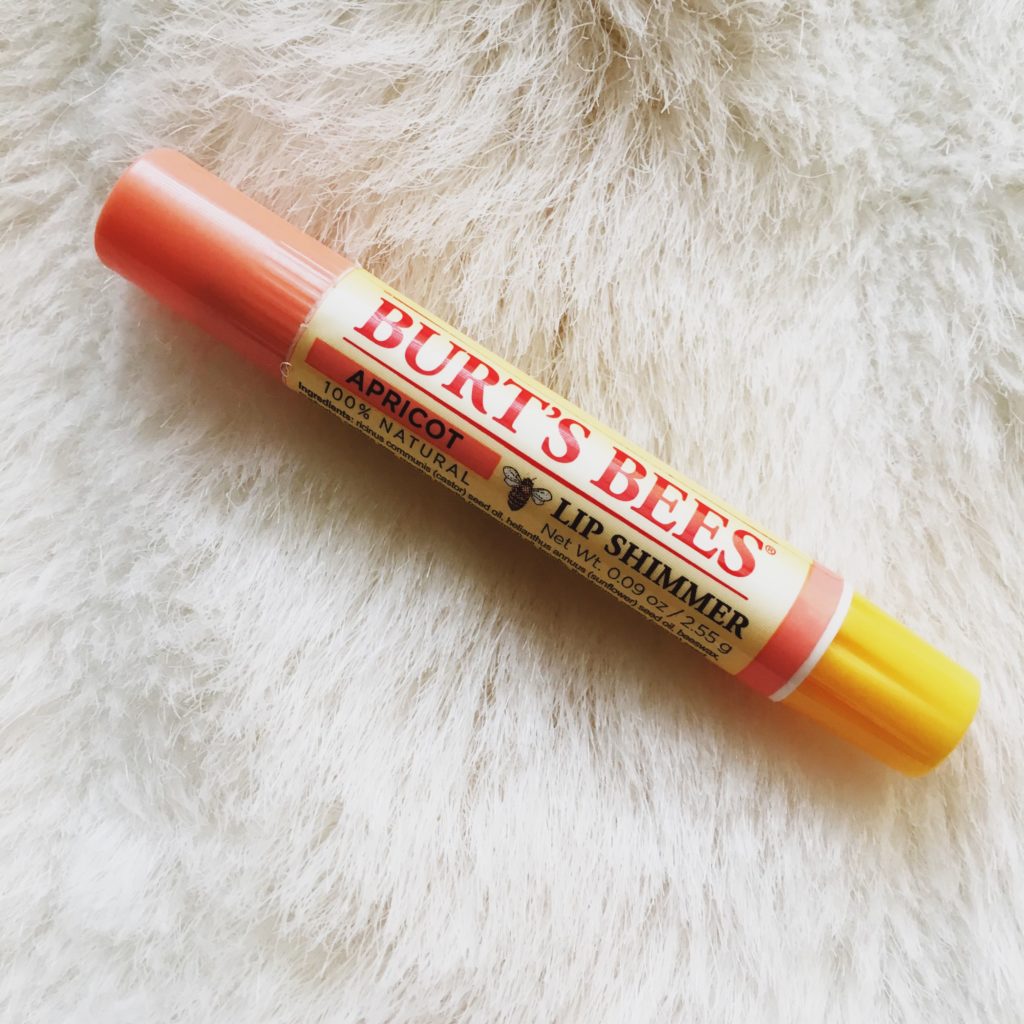 BURT'S BEES®
APRICOT
100% NATURAL
LIP SHIMMER
Net Wt. 0.09 oz / 2.55 g
Ingredients: ricinus communis (castor) seed oil, helianthus annuus (sunflower) seed oil, beeswax,